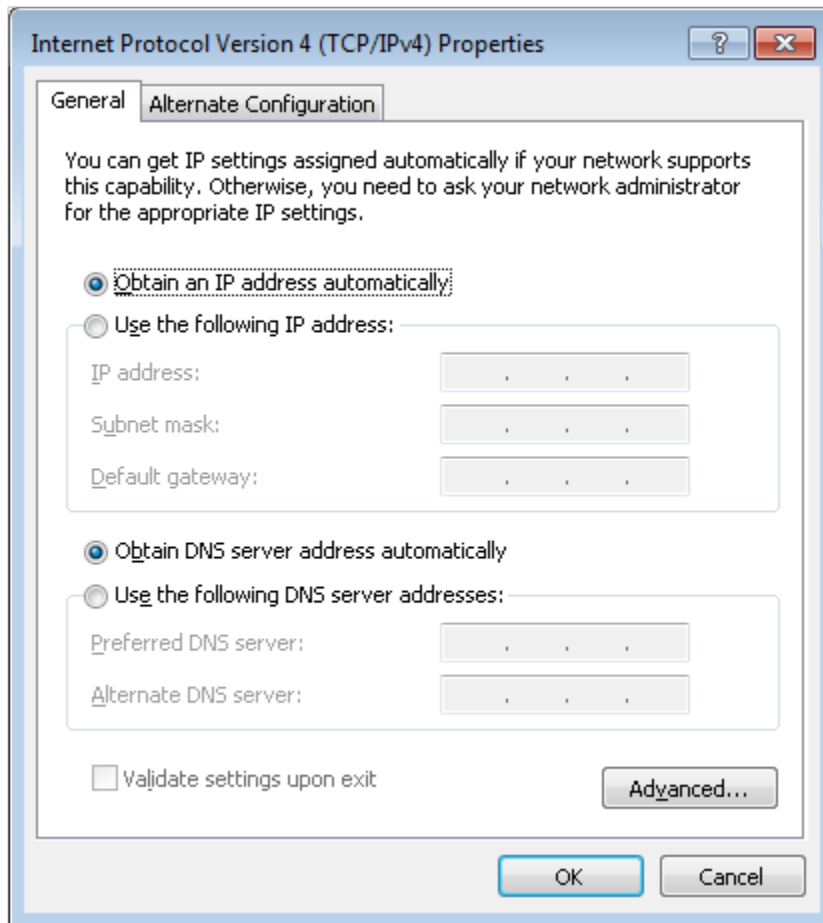 Internet Protocol Version 4 (TCP/IPv4) Properties
?
General
Alternate Configuration
You can get IP settings assigned automatically if your network supports
this capability. Otherwise, you need to ask your network administrator
for the appropriate IP settings.
Obtain an IP address automatically
Use the following IP address:
IP address:
. . .
Subnet mask:
. . .
Default gateway:
. . .
Obtain DNS server address automatically
Use the following DNS server addresses:
Preferred DNS server:
. . .
Alternate DNS server:
. . .
Validate settings upon exit
Advanced...
OK
Cancel